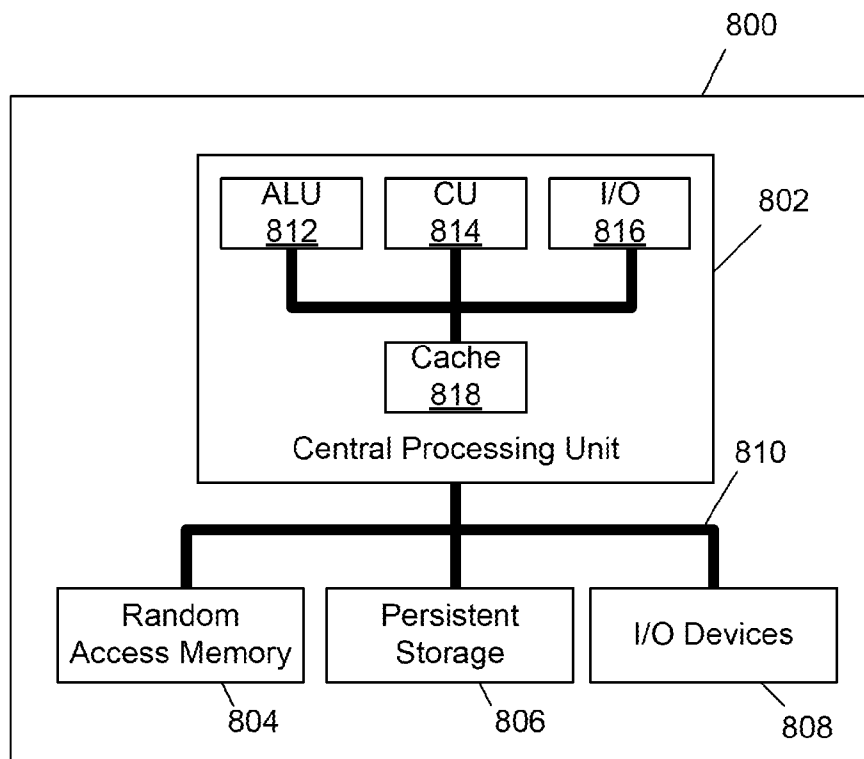 800
ALU
812
CU
814
I/O
816
802
Cache
818
Central Processing Unit
810
Random
Access Memory
Persistent
Storage
I/O Devices
804
806
808